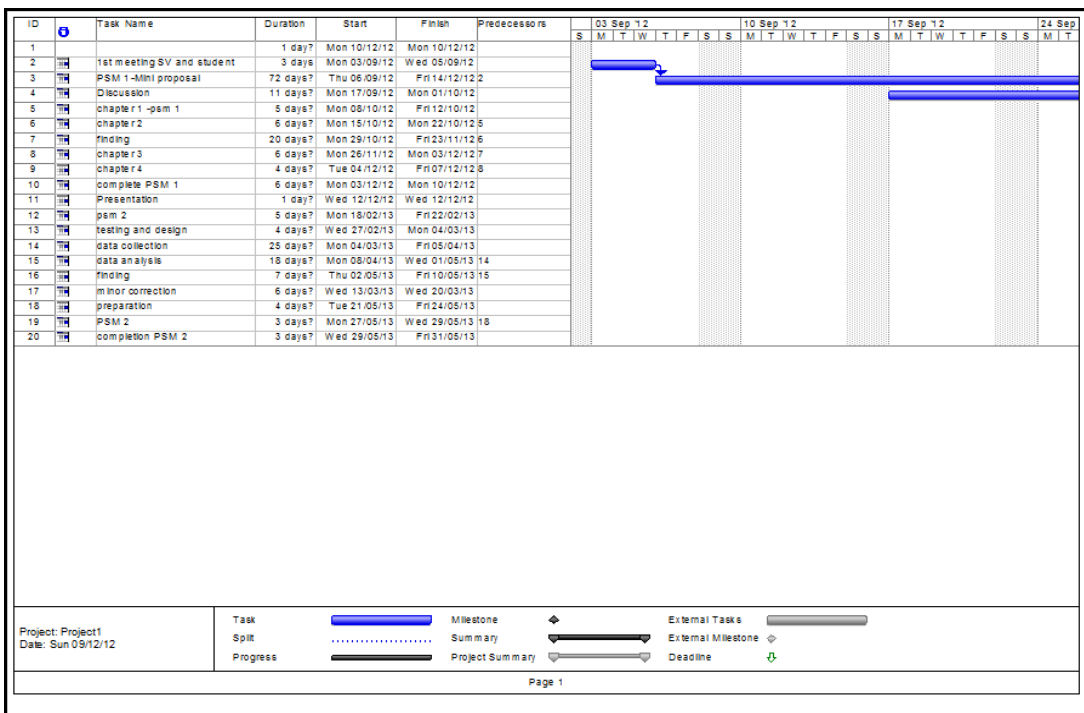 ID Task Name Duration Start Finish Predecessors 03 Sep '12 10 Sep '12 17 Sep '12 24 Sep
S M T W T F S S M T W T F S S M T W T F S S M T
1 1 day? Mon 10/12/12 Mon 10/12/12
2 1st meeting SV and student 3 days Mon 03/09/12 Wed 05/09/12
3 PSM 1-Mini proposal 72 days? Thu 06/09/12 Fri 14/12/12 2
4 Discussion 11 days? Mon 17/09/12 Mon 01/10/12
5 chapter 1 -psm 1 5 days? Mon 08/10/12 Fri 12/10/12
6 chapter 2 6 days? Mon 15/10/12 Mon 22/10/12 5
7 finding 20 days? Mon 29/10/12 Fri 23/11/12 6
8 chapter 3 6 days? Mon 26/11/12 Mon 03/12/12 7
9 chapter 4 4 days? Tue 04/12/12 Fri 07/12/12 8
10 complete PSM 1 6 days? Mon 03/12/12 Mon 10/12/12
11 Presentation 1 day? Wed 12/12/12 Wed 12/12/12
12 psm 2 5 days? Mon 18/02/13 Fri 22/02/13
13 testing and design 4 days? Wed 27/02/13 Mon 04/03/13
14 data collection 25 days? Mon 04/03/13 Fri 05/04/13
15 data analysis 18 days? Mon 08/04/13 Wed 01/05/13 14
16 finding 7 days? Thu 02/05/13 Fri 10/05/13 15
17 minor correction 6 days? Wed 13/03/13 Wed 20/03/13
18 preparation 4 days? Tue 21/05/13 Fri 24/05/13
19 PSM 2 3 days? Mon 27/05/13 Wed 29/05/13 18
20 completion PSM 2 3 days? Wed 29/05/13 Fri 31/05/13
Project: Project1
Date: Sun 09/12/12
Task Milestone External Tasks
Split Summary External Milestone
Progress Project Summary Deadline
Page 1